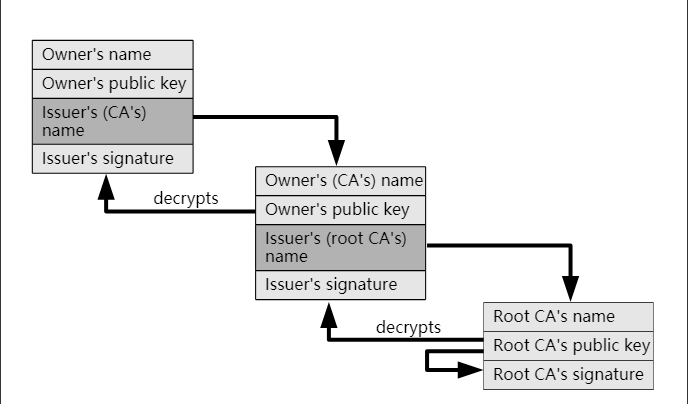 Owner's name
Owner's public key
Issuer's (CA's)
name
Issuer's signature
decrypts
Owner's (CA's) name
Owner's public key
Issuer's (root CA's)
name
Issuer's signature
decrypts
Root CA's name
Root CA's public key
Root CA's signature